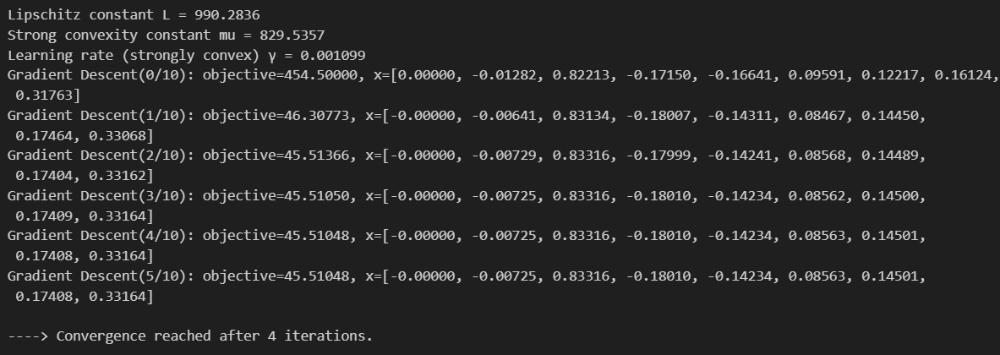 Lipschitz constant L = 990.2836
Strong convexity constant mu = 829.5357
Learning rate (strongly convex) γ = 0.001099
Gradient Descent(0/10): objective=454.50000, x=[0.00000, -0.01282, 0.82213, -0.17150, -0.16641, 0.09591, 0.12217, 0.16124,
 0.31763]
Gradient Descent(1/10): objective=46.30773, x=[-0.00000, -0.00641, 0.83134, -0.18007, -0.14311, 0.08467, 0.14450,
 0.17464, 0.33068]
Gradient Descent(2/10): objective=45.51366, x=[-0.00000, -0.00729, 0.83316, -0.17999, -0.14241, 0.08568, 0.14489,
 0.17404, 0.33162]
Gradient Descent(3/10): objective=45.51050, x=[-0.00000, -0.00725, 0.83316, -0.18010, -0.14234, 0.08562, 0.14500,
 0.17409, 0.33164]
Gradient Descent(4/10): objective=45.51048, x=[-0.00000, -0.00725, 0.83316, -0.18010, -0.14234, 0.08563, 0.14501,
 0.17408, 0.33164]
Gradient Descent(5/10): objective=45.51048, x=[-0.00000, -0.00725, 0.83316, -0.18010, -0.14234, 0.08563, 0.14501,
 0.17408, 0.33164]
----> Convergence reached after 4 iterations.